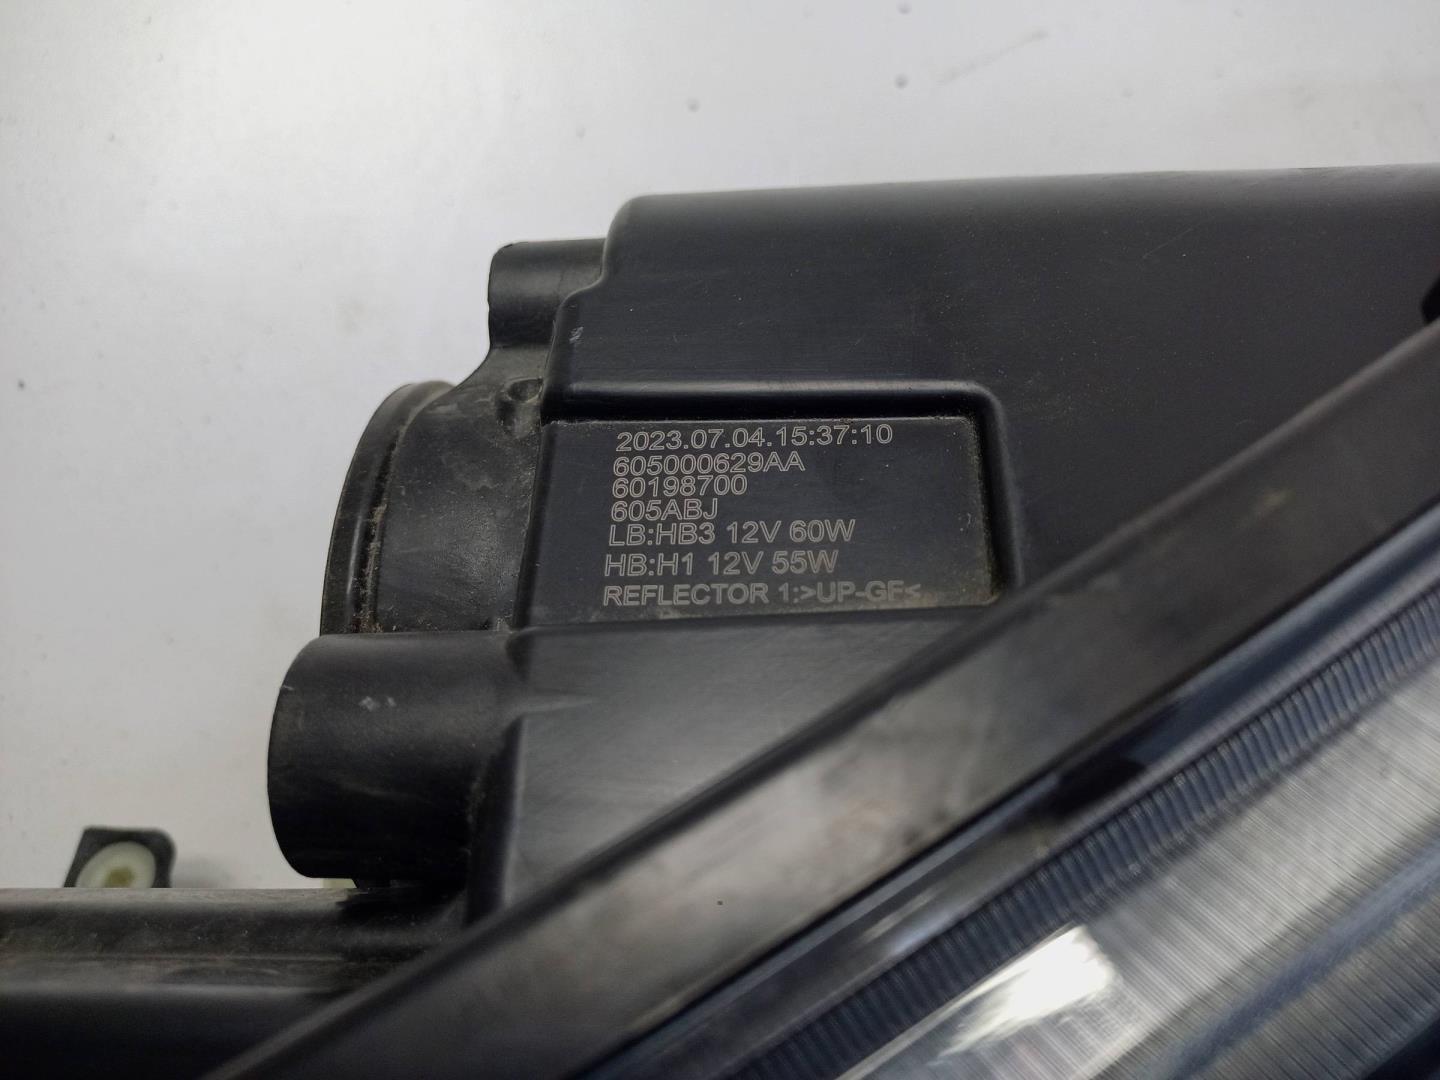 2023.07.04.15:37:10
605000629AA
60198700
605ABJ
LB:HB3 12V 60W
HB:H1 12V 55W
REFLECTOR 1:>UP-GF<